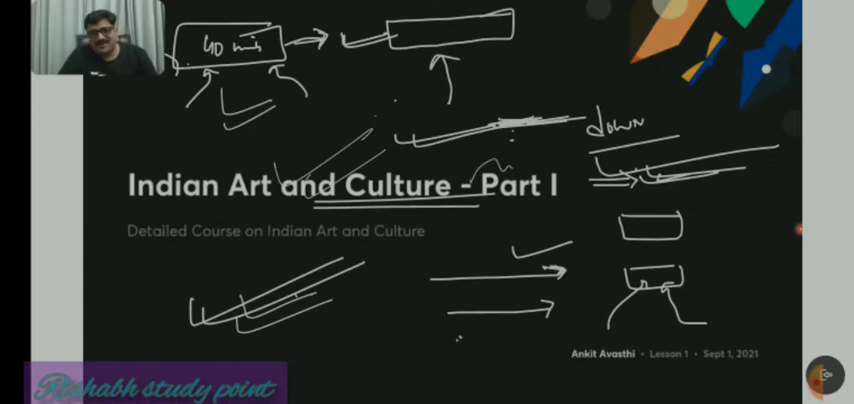 40 min
down
Indian Art and Culture - Part I
Detailed Course on Indian Art and Culture
Ankit Avasthi • Lesson 1 • Sept 1, 2021
Rishabh study point